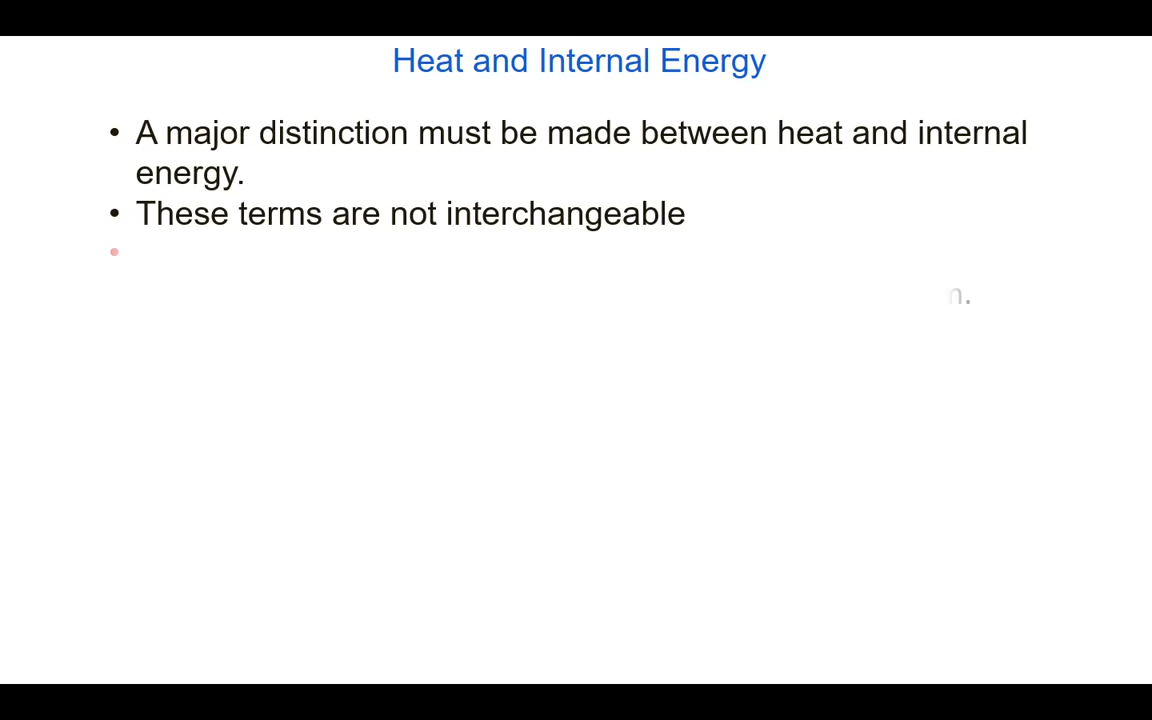 Heat and Internal Energy
• A major distinction must be made between heat and internal
energy.
• These terms are not interchangeable
•
n.